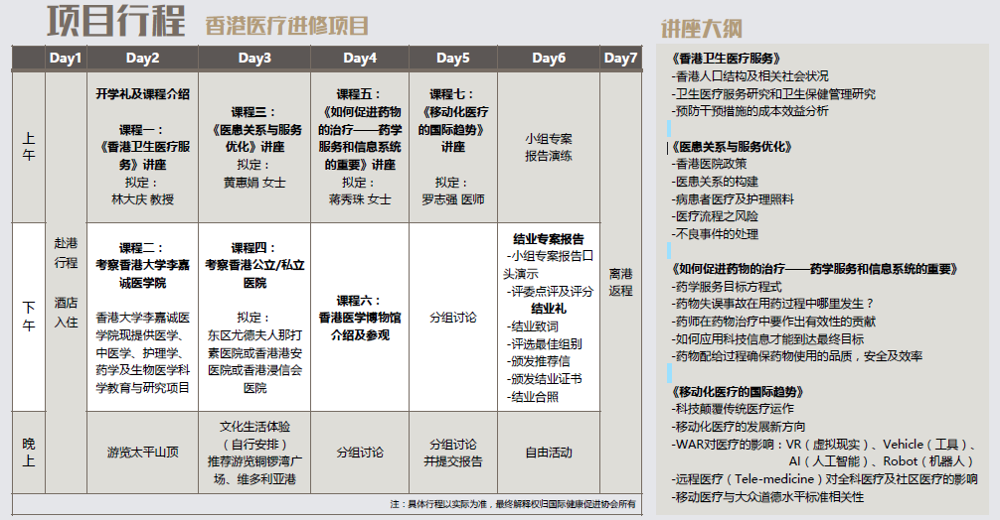 项目行程 香港医疗进修项目
Day1 Day2 Day3 Day4 Day5 Day6 Day7
上午
下午
晚上
赴港
行程
酒店
入住
开学礼及课程介绍
课程一：
《香港卫生医疗服
务》讲座
拟定：
林大庆 教授
课程三：
《医患关系与服务
优化》讲座
拟定：
黄惠娟 女士
课程五：
《如何促进药物
的治疗——药学
服务和信息系统
的重要》讲座
拟定：
蒋秀珠 女士
课程七：
《移动化医疗
的国际趋势》
讲座
拟定：
罗志强 医师
小组专案
报告演练
课程二：
考察香港大学李嘉
诚医学院
香港大学李嘉诚医
学院现提供医学、
中医学、护理学、
药学及生物医学科
学教育与研究项目
课程四：
考察香港公立/私立
医院
拟定：
东区尤德夫人那打
素医院或香港港安
医院或香港浸信会
医院
课程六：
香港医学博物馆
介绍及参观
分组讨论
结业专案报告
-小组专案报告口
头演示
-评委点评及评分
结业礼
-结业致词
-评选最佳组别
-颁发推荐信
-颁发结业证书
-结业合照
离港
返程
游览太平山顶
文化生活体验
（自行安排）
推荐游览铜锣湾广
场、维多利亚港
分组讨论
分组讨论
并提交报告
自由活动
注：具体行程以实际为准，最终解释权归国际健康促进协会所有
讲座大纲
《香港卫生医疗服务》
-香港人口结构及相关社会状况
-卫生医疗服务研究和卫生保健管理研究
-预防干预措施的成本效益分析
《医患关系与服务优化》
-香港医院政策
-医患关系的构建
-病患者医疗及护理照料
-医疗流程之风险
-不良事件的处理
《如何促进药物的治疗——药学服务和信息系统的重要》
-药学服务目标方程式
-药物失误事故在用药过程中哪里发生？
-药师在药物治疗中要作出有效性的贡献
-如何应用科技信息才能到达最终目标
-药物配给过程确保药物使用的品质，安全及效率
《移动化医疗的国际趋势》
-科技颠覆传统医疗运作
-移动化医疗的发展新方向
-WAR对医疗的影响：VR（虚拟现实）、Vehicle（工具）、
AI（人工智能）、Robot（机器人）
-远程医疗（Tele-medicine）对全科医疗及社区医疗的影响
-移动医疗与大众道德水平标准相关性